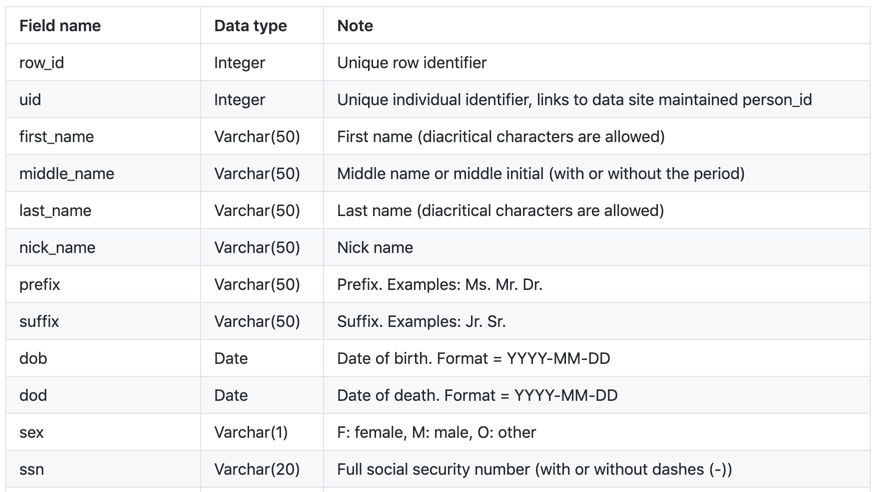 Field name Data type Note
row_id Integer Unique row identifier
uid Integer Unique individual identifier, links to data site maintained person_id
first_name Varchar(50) First name (diacritical characters are allowed)
middle_name Varchar(50) Middle name or middle initial (with or without the period)
last_name Varchar(50) Last name (diacritical characters are allowed)
nick_name Varchar(50) Nick name
prefix Varchar(50) Prefix. Examples: Ms. Mr. Dr.
suffix Varchar(50) Suffix. Examples: Jr. Sr.
dob Date Date of birth. Format = YYYY-MM-DD
dod Date Date of death. Format = YYYY-MM-DD
sex Varchar(1) F: female, M: male, O: other
ssn Varchar(20) Full social security number (with or without dashes (-))